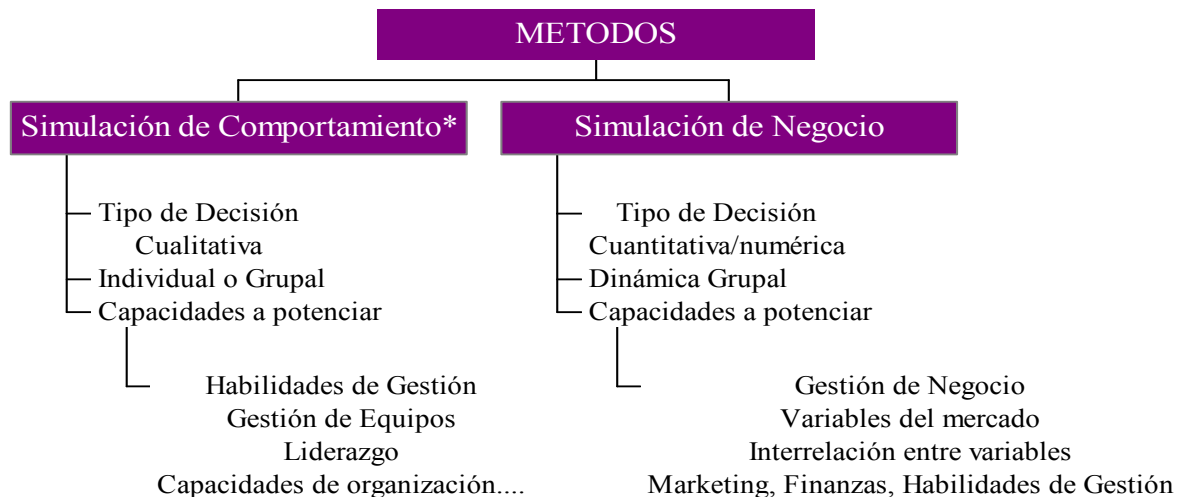 METODOS
Simulación de Comportamiento*
Tipo de Decisión
Cualitativa
Individual o Grupal
Capacidades a potenciar
Habilidades de Gestión
Gestión de Equipos
Liderazgo
Capacidades de organización....
Simulación de Negocio
Tipo de Decisión
Cuantitativa/numérica
Dinámica Grupal
Capacidades a potenciar
Gestión de Negocio
Variables del mercado
Interrelación entre variables
Marketing, Finanzas, Habilidades de Gestión